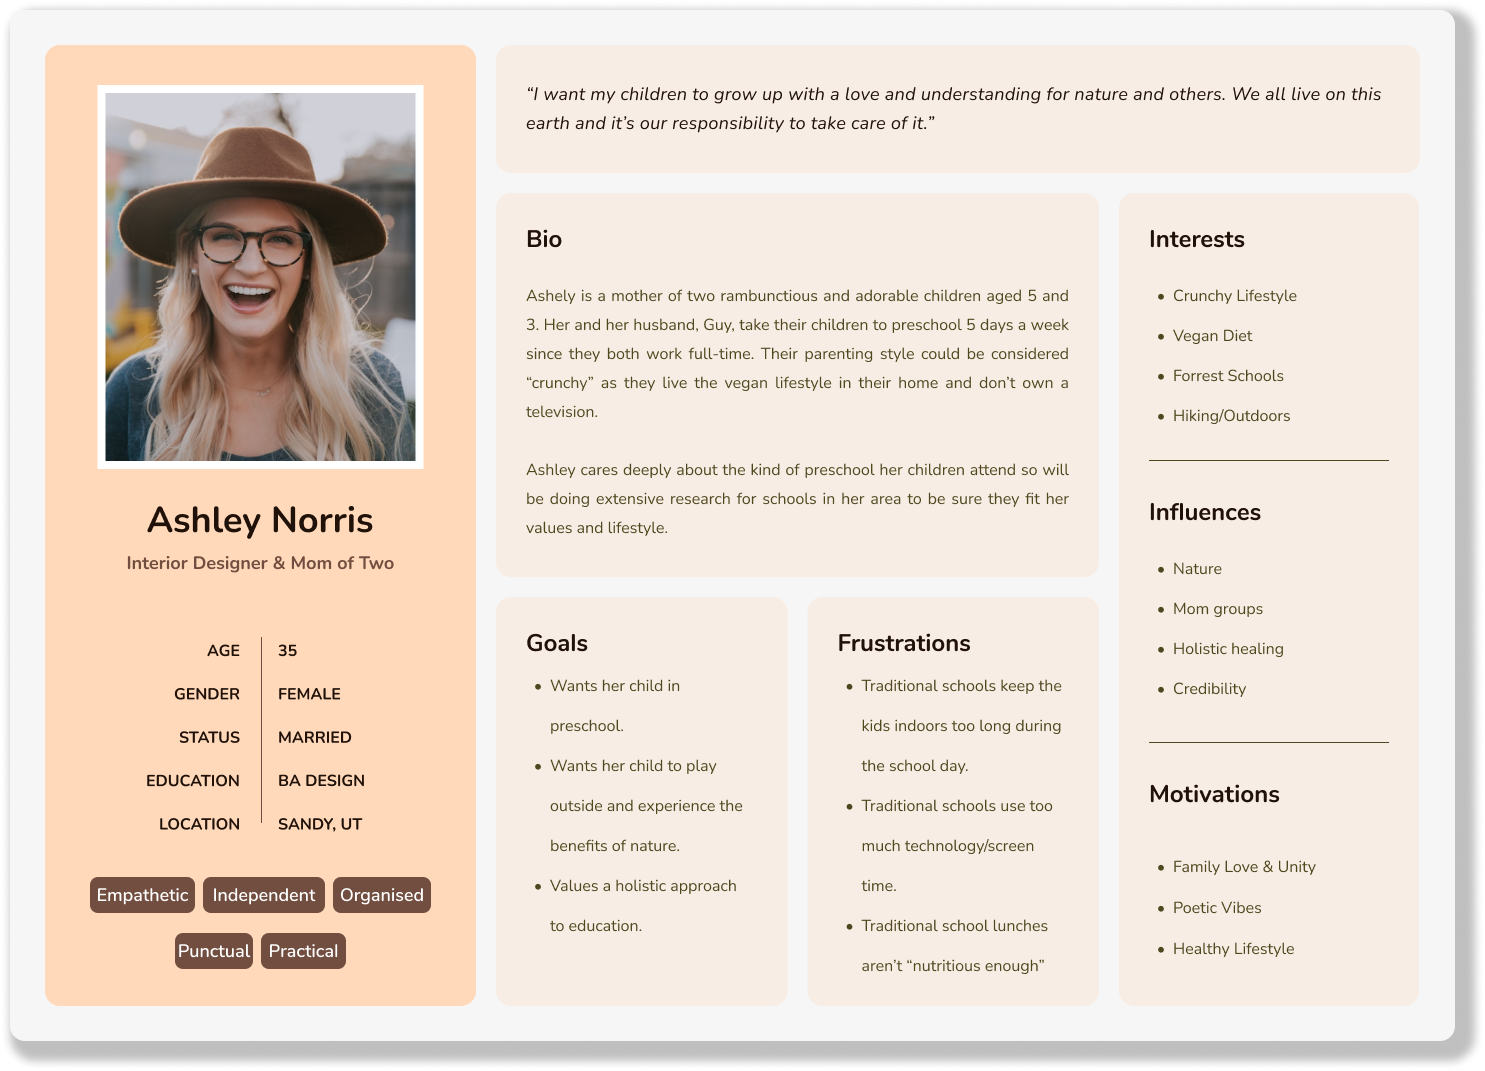 “I want my children to grow up with a love and understanding for nature and others. We all live on this
earth and it’s our responsibility to take care of it.”
Ashley Norris
Interior Designer & Mom of Two
AGE 35
GENDER FEMALE
STATUS MARRIED
EDUCATION BA DESIGN
LOCATION SANDY, UT
Empathetic Independent Organised
Punctual Practical
Bio
Ashely is a mother of two rambunctious and adorable children aged 5 and
3. Her and her husband, Guy, take their children to preschool 5 days a week
since they both work full-time. Their parenting style could be considered
“crunchy” as they live the vegan lifestyle in their home and don’t own a
television.
Ashley cares deeply about the kind of preschool her children attend so will
be doing extensive research for schools in her area to be sure they fit her
values and lifestyle.
Goals
• Wants her child in
preschool.
• Wants her child to play
outside and experience the
benefits of nature.
• Values a holistic approach
to education.
Frustrations
• Traditional schools keep the
kids indoors too long during
the school day.
• Traditional schools use too
much technology/screen
time.
• Traditional school lunches
aren’t “nutritious enough”
Interests
• Crunchy Lifestyle
• Vegan Diet
• Forrest Schools
• Hiking/Outdoors
Influences
• Nature
• Mom groups
• Holistic healing
• Credibility
Motivations
• Family Love & Unity
• Poetic Vibes
• Healthy Lifestyle